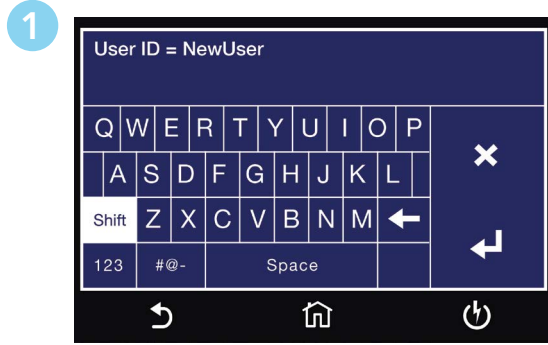 1
User ID = NewUser
Q W E R T Y U I O P
A S D F G H J K L
Shift Z X C V B N M
123 #@- Space